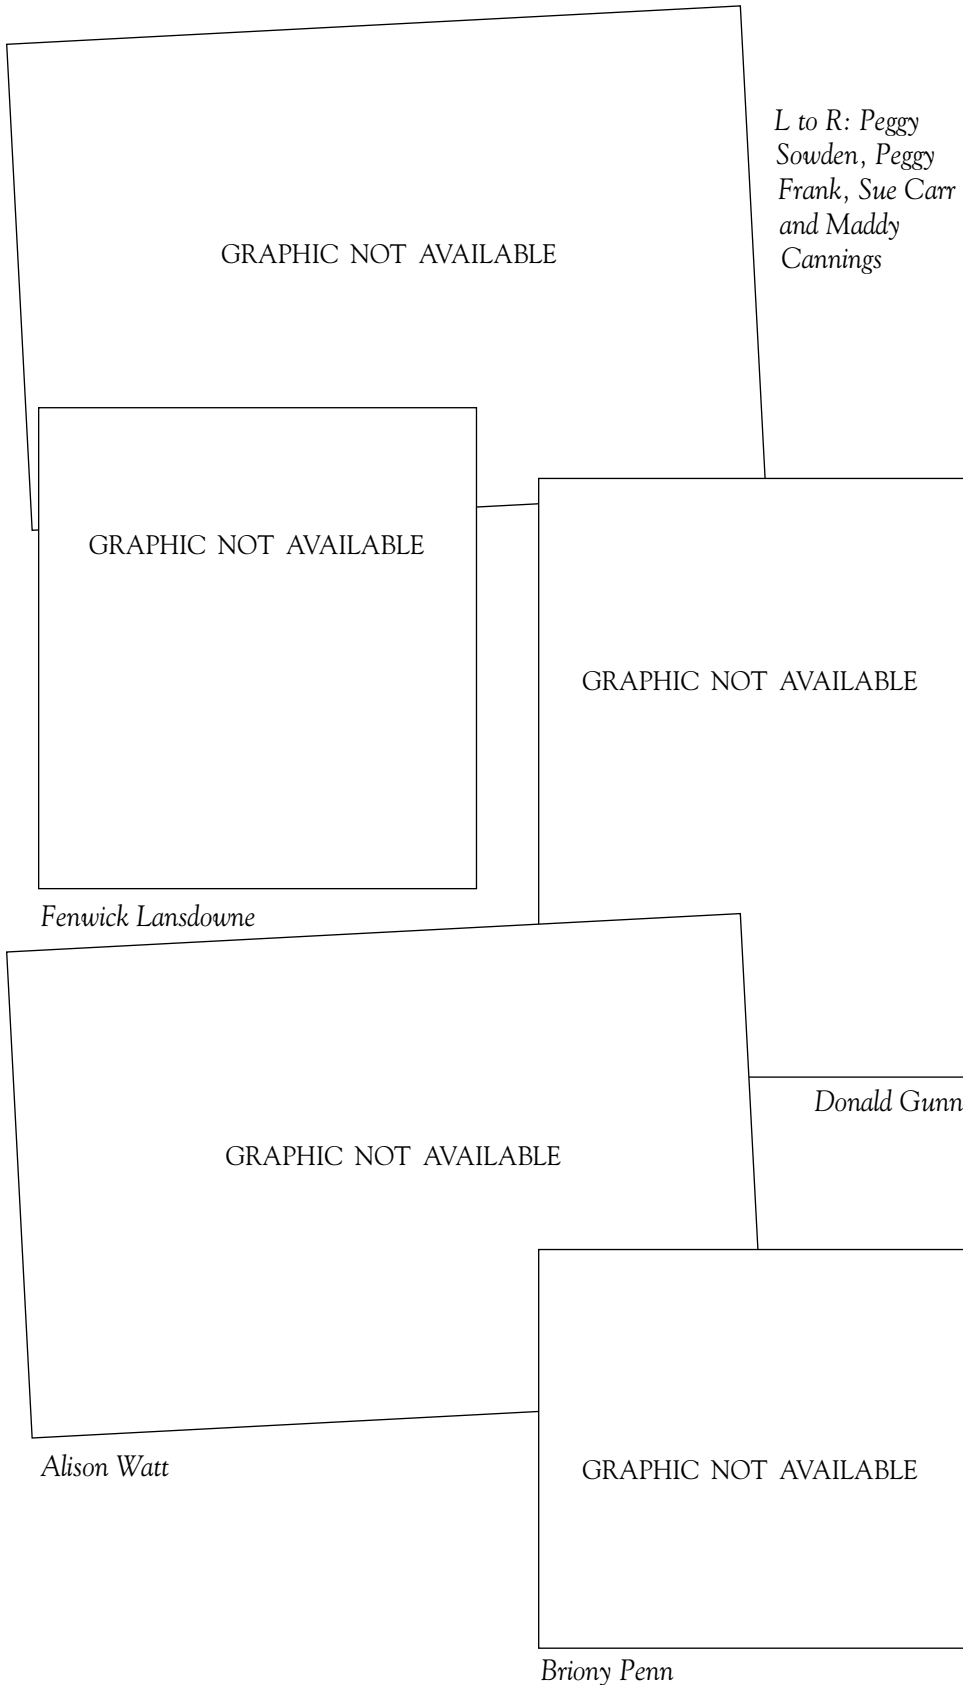 L to R: Peggy
Sowden, Peggy
Frank, Sue Carr
and Maddy
Cannings
GRAPHIC NOT AVAILABLE
GRAPHIC NOT AVAILABLE
GRAPHIC NOT AVAILABLE
Fenwick Lansdowne
Donald Gunn
GRAPHIC NOT AVAILABLE
Alison Watt
GRAPHIC NOT AVAILABLE
Briony Penn